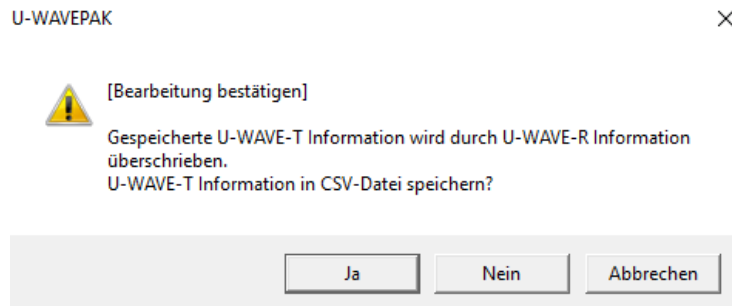 U-WAVEPAK
[Bearbeitung bestätigen]
Gespeicherte U-WAVE-T Information wird durch U-WAVE-R Information
überschrieben.
U-WAVE-T Information in CSV-Datei speichern?
Ja
Nein
Abbrechen